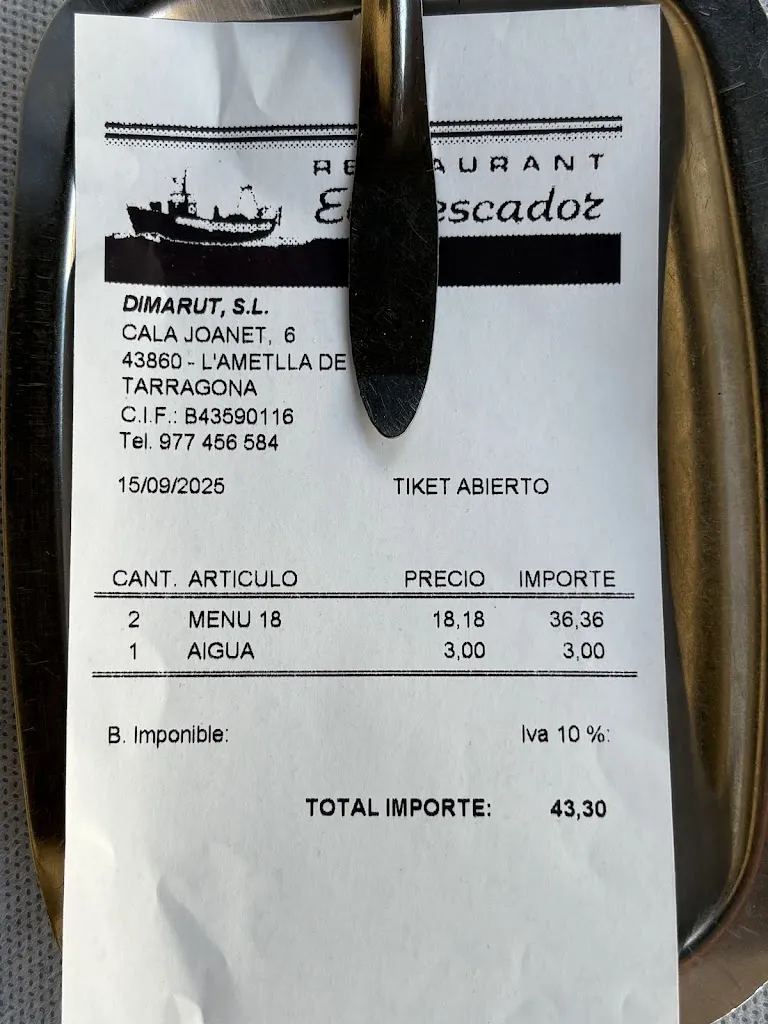 RE AURANT
E escador
DIMARUT, S.L.
CALA JOANET, 6
43860 - L'AMETLLA DE
TARRAGONA
C.I.F.: B43590116
Tel. 977 456 584
15/09/2025 TIKET ABIERTO
CANT. ARTICULO PRECIO IMPORTE
2 MENU 18 18,18 36,36
1 AIGUA 3,00 3,00
B. Imponible: Iva 10 %:
TOTAL IMPORTE: 43,30